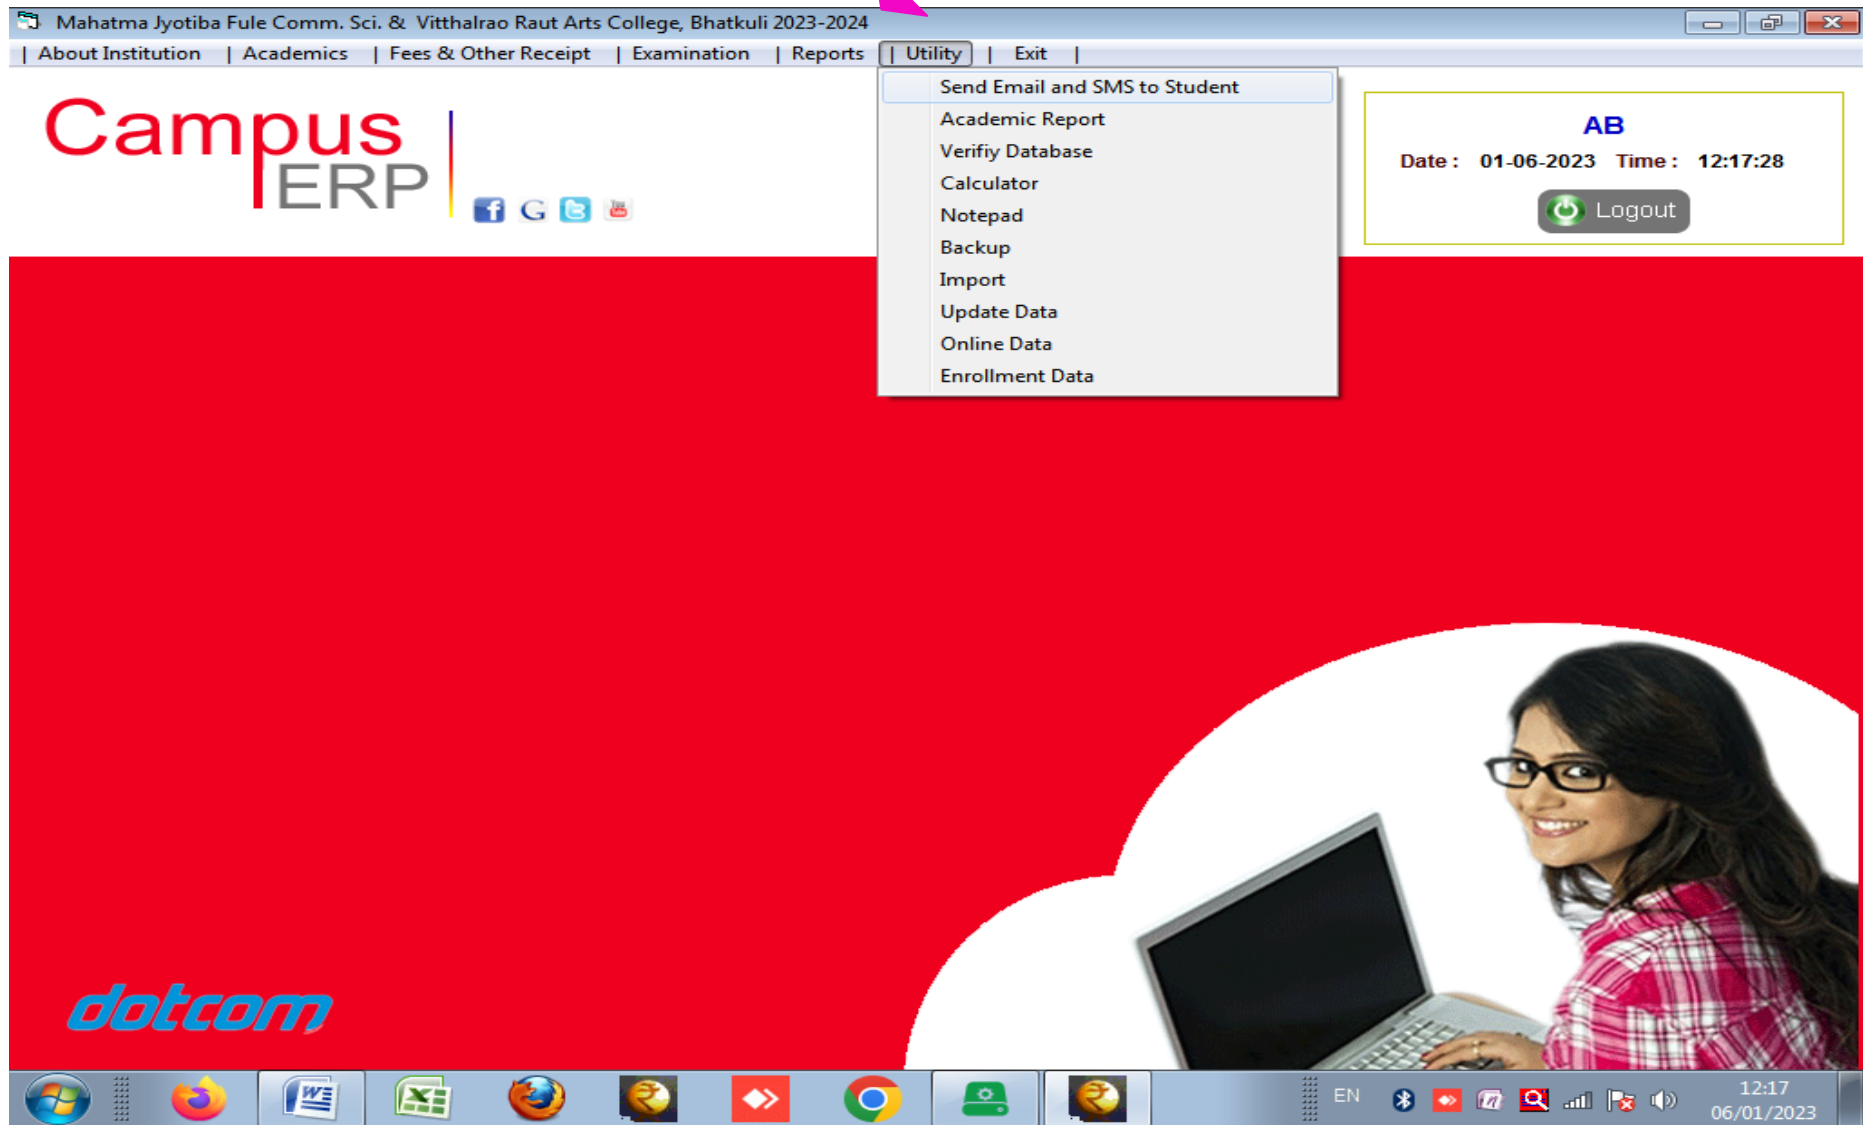 Mahatma Jyotiba Fule Comm. Sci. & Vitthalrao Raut Arts College, Bhatkuli 2023-2024
| About Institution | Academics | Fees & Other Receipt | Examination | Reports | Utility | Exit |
Campus
ERP
Send Email and SMS to Student
Academic Report
Verifiy Database
Calculator
Notepad
Backup
Import
Update Data
Online Data
Enrollment Data
AB
Date : 01-06-2023 Time : 12:17:28
Logout
dotcom
EN
12:17
06/01/2023